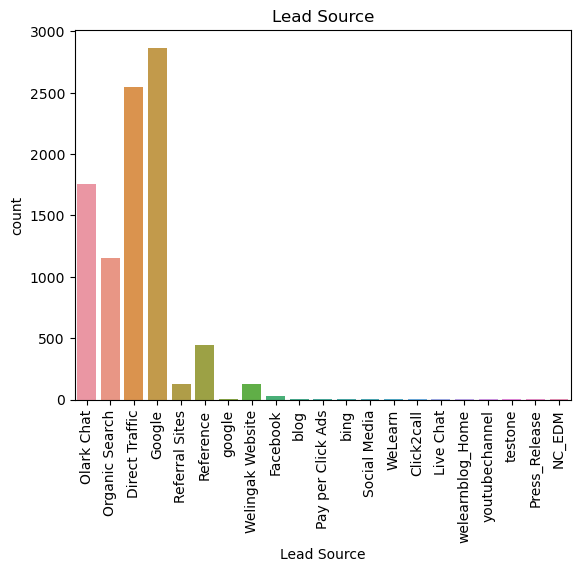 Lead Source
3000
2500
2000
1500
1000
500
0
count
Olark Chat
Organic Search
Direct Traffic
Google
Referral Sites
Reference
google
Welingak Website
Facebook
blog
Pay per Click Ads
bing
Social Media
WeLearn
Click2call
Live Chat
welearnblog_Home
youtubechannel
testone
Press_Release
NC_EDM
Lead Source